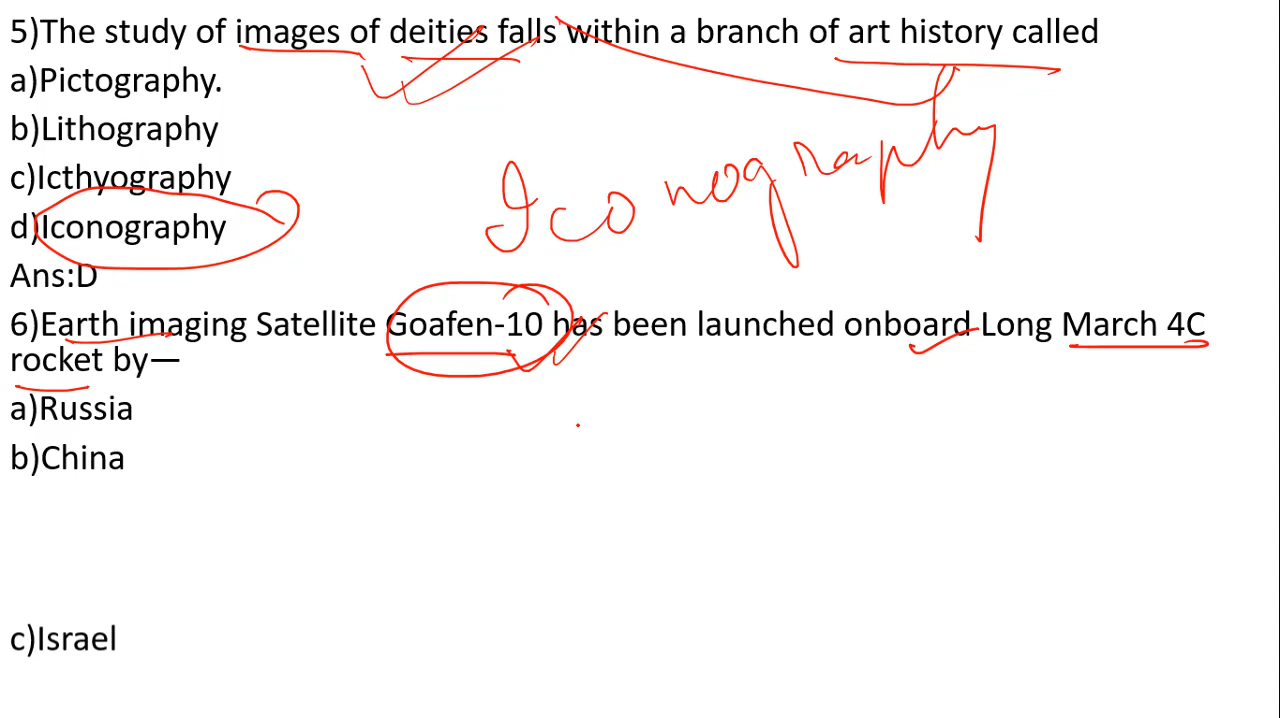 5)The study of images of deities falls within a branch of art history called
a)Pictography.
b)Lithography
c)Icthyography
d)Iconography
Iconography
Ans:D
6)Earth imaging Satellite Goafen-10 has been launched onboard Long March 4C
rocket by—
a)Russia
b)China
c)Israel